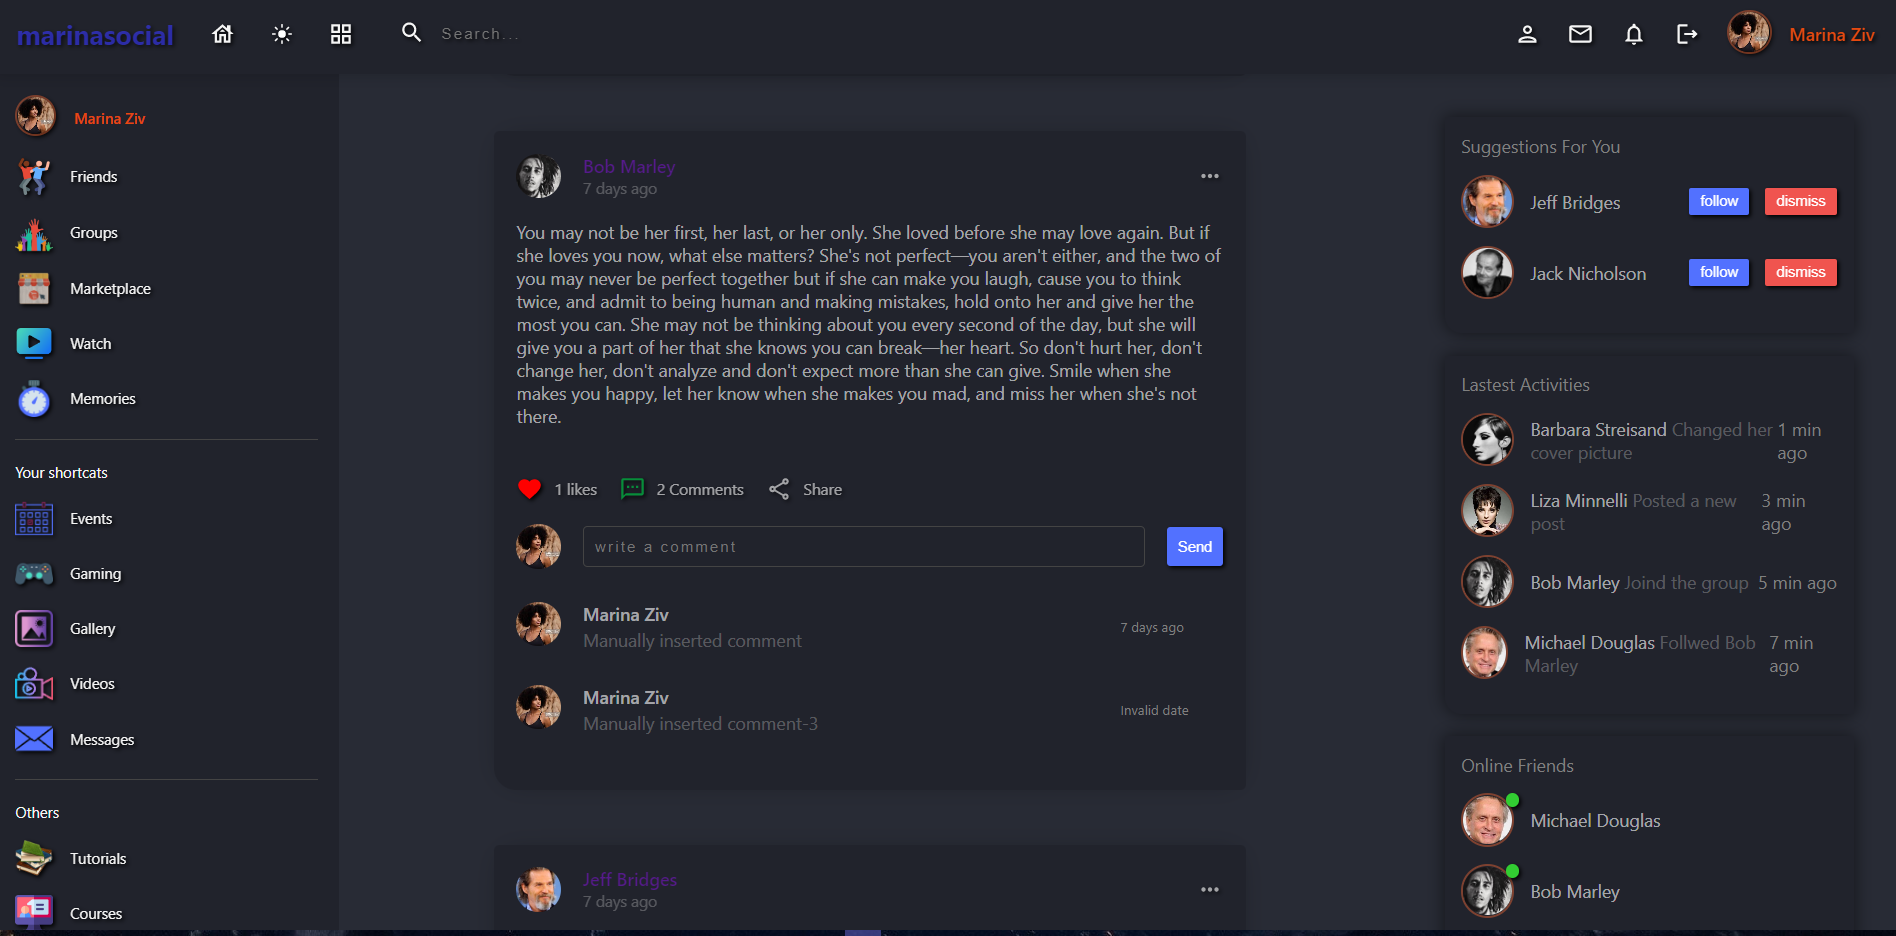 marinasocial
Search...
Marina Ziv
Marina Ziv
Friends
Groups
Marketplace
Watch
Memories
Your shortcats
Events
Gaming
Gallery
Videos
Messages
Others
Tutorials
Courses
Bob Marley
7 days ago
You may not be her first, her last, or her only. She loved before she may love again. But if
she loves you now, what else matters? She's not perfect—you aren't either, and the two of
you may never be perfect together but if she can make you laugh, cause you to think
twice, and admit to being human and making mistakes, hold onto her and give her the
most you can. She may not be thinking about you every second of the day, but she will
give you a part of her that she knows you can break—her heart. So don't hurt her, don't
change her, don't analyze and don't expect more than she can give. Smile when she
makes you happy, let her know when she makes you mad, and miss her when she's not
there.
1 likes 2 Comments Share
write a comment Send
Marina Ziv
Manually inserted comment
7 days ago
Marina Ziv
Manually inserted comment-3
Invalid date
Jeff Bridges
7 days ago
Suggestions For You
Jeff Bridges follow dismiss
Jack Nicholson follow dismiss
Lastest Activities
Barbara Streisand Changed her 1 min
cover picture ago
Liza Minnelli Posted a new 3 min
post ago
Bob Marley Joind the group 5 min ago
Michael Douglas Follwed Bob 7 min
Marley ago
Online Friends
Michael Douglas
Bob Marley